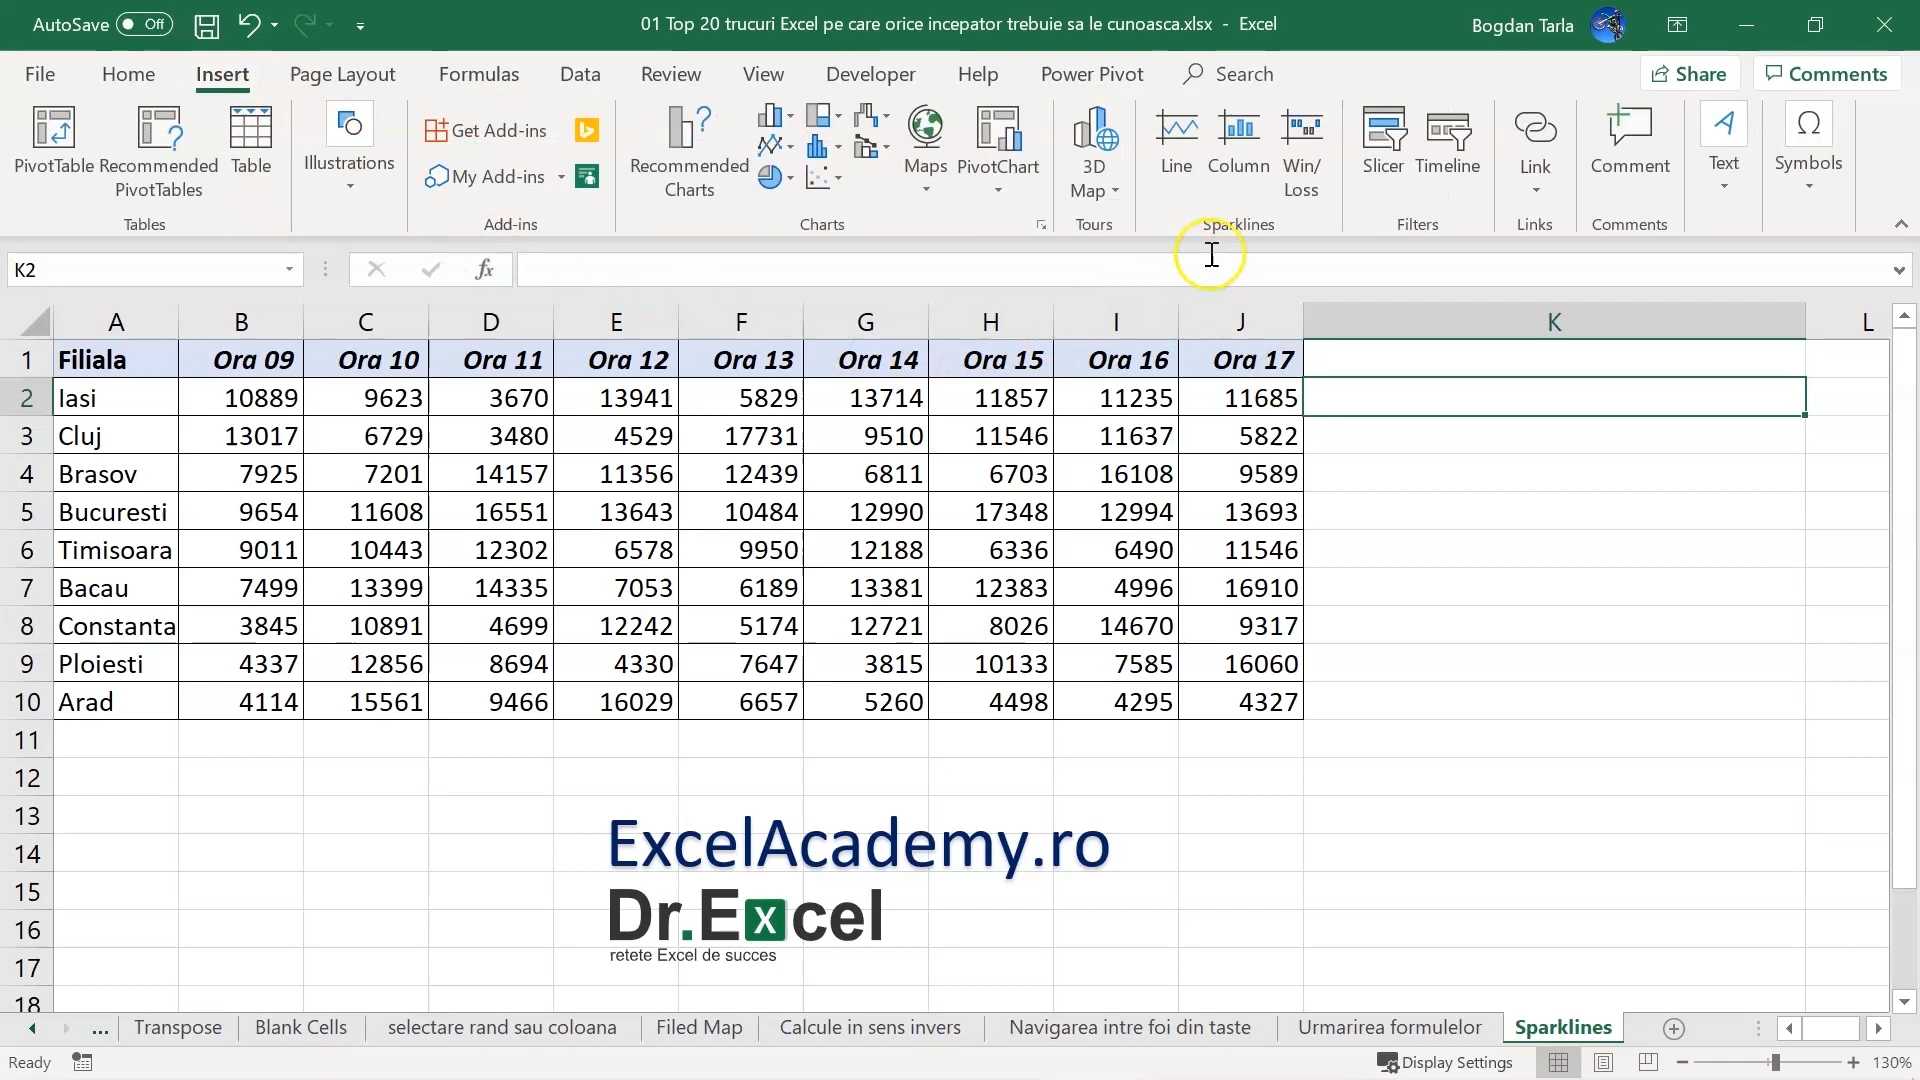 AutoSave Off 01 Top 20 trucuri Excel pe care orice incepator trebuie sa le cunoasca.xlsx - Excel Bogdan Tarla
File Home Insert Page Layout Formulas Data Review View Developer Help Power Pivot Search Share Comments
PivotTable Recommended PivotTables Table
Tables
Illustrations
Get Add-ins
My Add-ins
Add-ins
Recommended Charts
Maps PivotChart
Charts
3D Map
Tours
Line Column Win/Loss
Sparklines
Slicer Timeline
Filters
Link
Links
Comment
Comments
Text
Symbols
K2 fx
A B C D E F G H I J K L
1 Filiala Ora 09 Ora 10 Ora 11 Ora 12 Ora 13 Ora 14 Ora 15 Ora 16 Ora 17
2 Iasi 10889 9623 3670 13941 5829 13714 11857 11235 11685
3 Cluj 13017 6729 3480 4529 17731 9510 11546 11637 5822
4 Brasov 7925 7201 14157 11356 12439 6811 6703 16108 9589
5 Bucuresti 9654 11608 16551 13643 10484 12990 17348 12994 13693
6 Timisoara 9011 10443 12302 6578 9950 12188 6336 6490 11546
7 Bacau 7499 13399 14335 7053 6189 13381 12383 4996 16910
8 Constanta 3845 10891 4699 12242 5174 12721 8026 14670 9317
9 Ploiesti 4337 12856 8694 4330 7647 3815 10133 7585 16060
10 Arad 4114 15561 9466 16029 6657 5260 4498 4295 4327
11
12
13
14
15
16
17
18
ExcelAcademy.ro
Dr.Excel
retete Excel de succes
... Transpose Blank Cells selectare rand sau coloana Filed Map Calcule in sens invers Navigarea intre foi din taste Urmarirea formulelor Sparklines
Ready Display Settings 130%